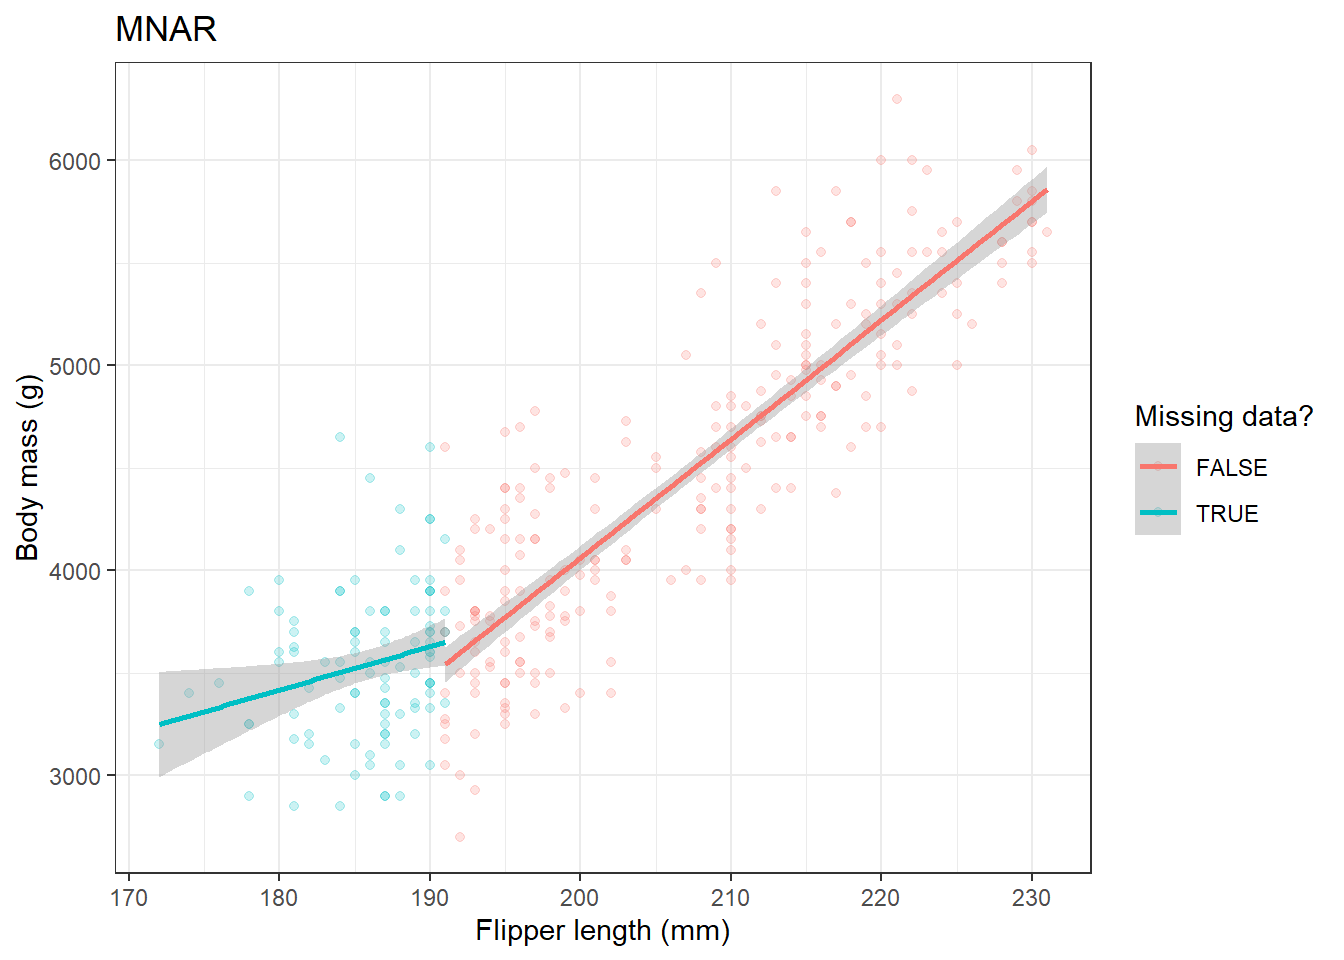 MNAR
6000
5000
4000
3000
Body mass (g)
170 180 190 200 210 220 230
Flipper length (mm)
Missing data?
FALSE
TRUE